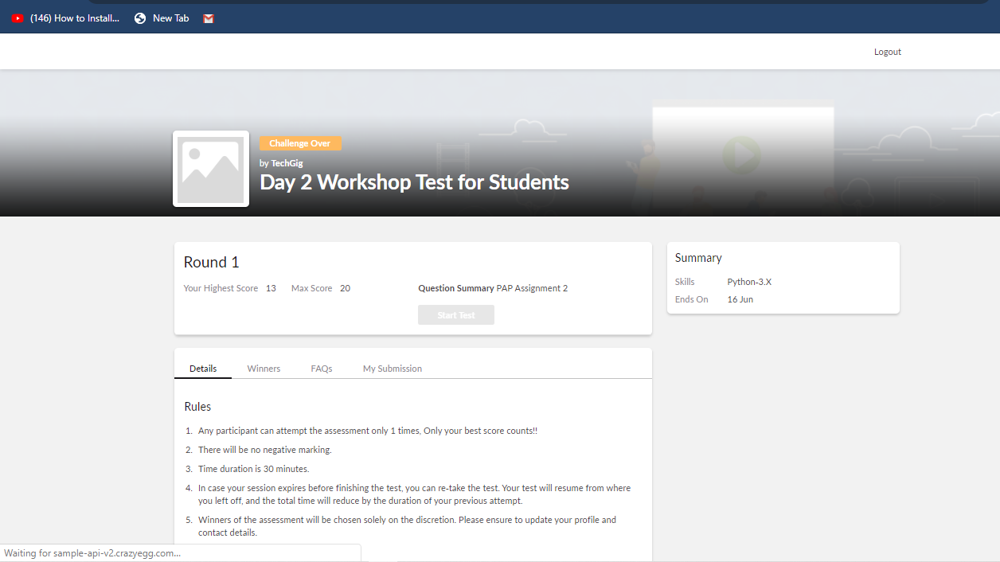 (146) How to Install...
New Tab
Logout
Challenge Over
by TechGig
Day 2 Workshop Test for Students
Round 1
Your Highest Score 13 Max Score 20
Question Summary PAP Assignment 2
Start Test
Summary
Skills Python-3.X
Ends On 16 Jun
Details Winners FAQs My Submission
Rules
1. Any participant can attempt the assessment only 1 times, Only your best score counts!!
2. There will be no negative marking.
3. Time duration is 30 minutes.
4. In case your session expires before finishing the test, you can re-take the test. Your test will resume from where
you left off, and the total time will reduce by the duration of your previous attempt.
5. Winners of the assessment will be chosen solely on the discretion. Please ensure to update your profile and
contact details.
Waiting for sample-api-v2.crazyegg.com...